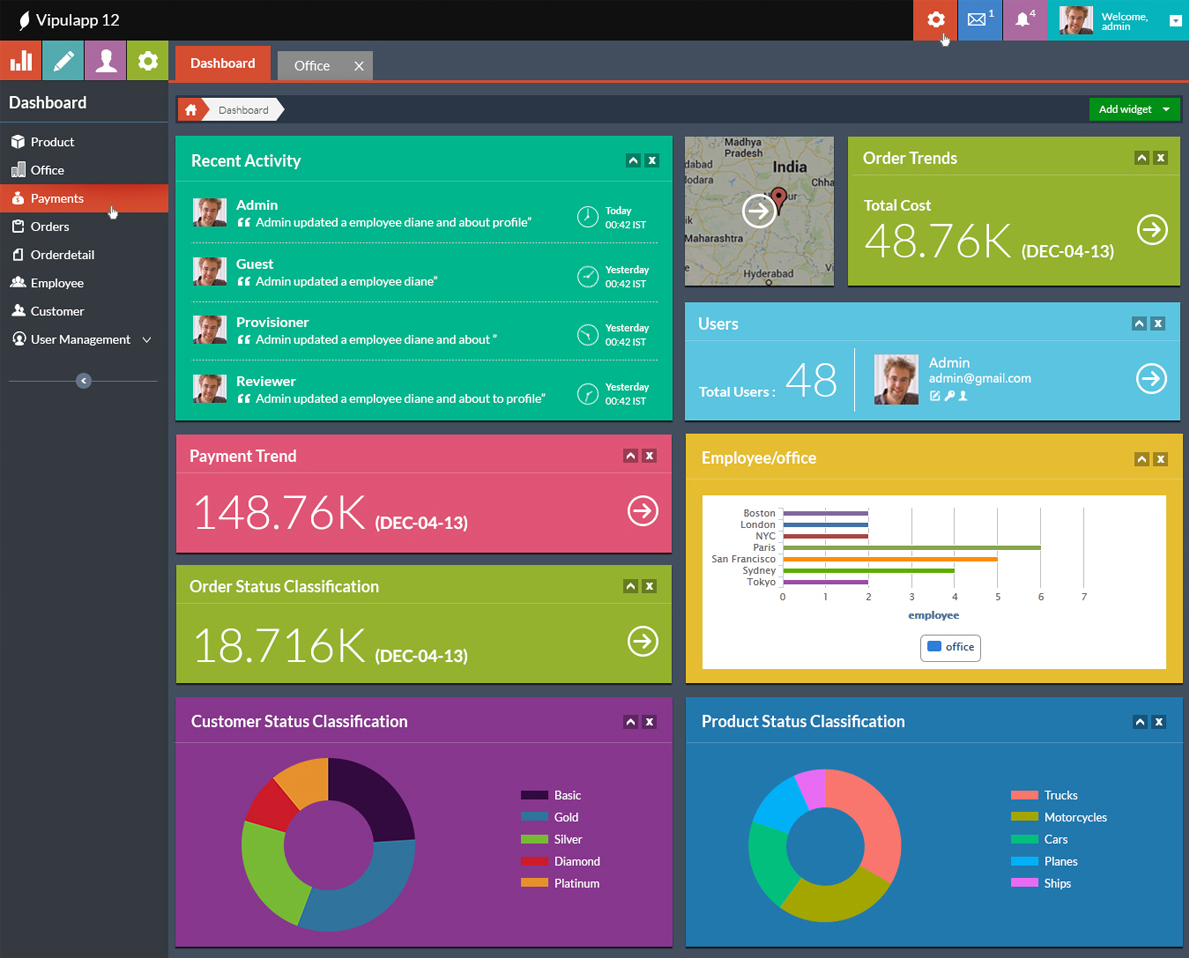 Vipulapp 12
1
4
Welcome,
admin
Dashboard
Office
X
Dashboard
Product
Office
Payments
Orders
Orderdetail
Employee
Customer
User Management
Dashboard
Add widget
Recent Activity
X
Admin
“ Admin updated a employee diane and about profile”
Today
00:42 IST
Guest
“ Admin updated a employee diane”
Yesterday
00:42 IST
Provisioner
“ Admin updated a employee diane and about ”
Yesterday
00:42 IST
Reviewer
“ Admin updated a employee diane and about to profile”
Yesterday
00:42 IST
Madhya
Pradesh
India
Chha
Maharashtra
Hyderabad
Vi
Order Trends
X
Total Cost
48.76K (DEC-04-13)
Users
X
Total Users :
48
Admin
admin@gmail.com
Payment Trend
X
148.76K (DEC-04-13)
Order Status Classification
X
18.716K (DEC-04-13)
Employee/office
X
Boston
London
NYC
Paris
San Francisco
Sydney
Tokyo
0 1 2 3 4 5 6 7
employee
office
Customer Status Classification
X
Basic
Gold
Silver
Diamond
Platinum
Product Status Classification
X
Trucks
Motorcycles
Cars
Planes
Ships